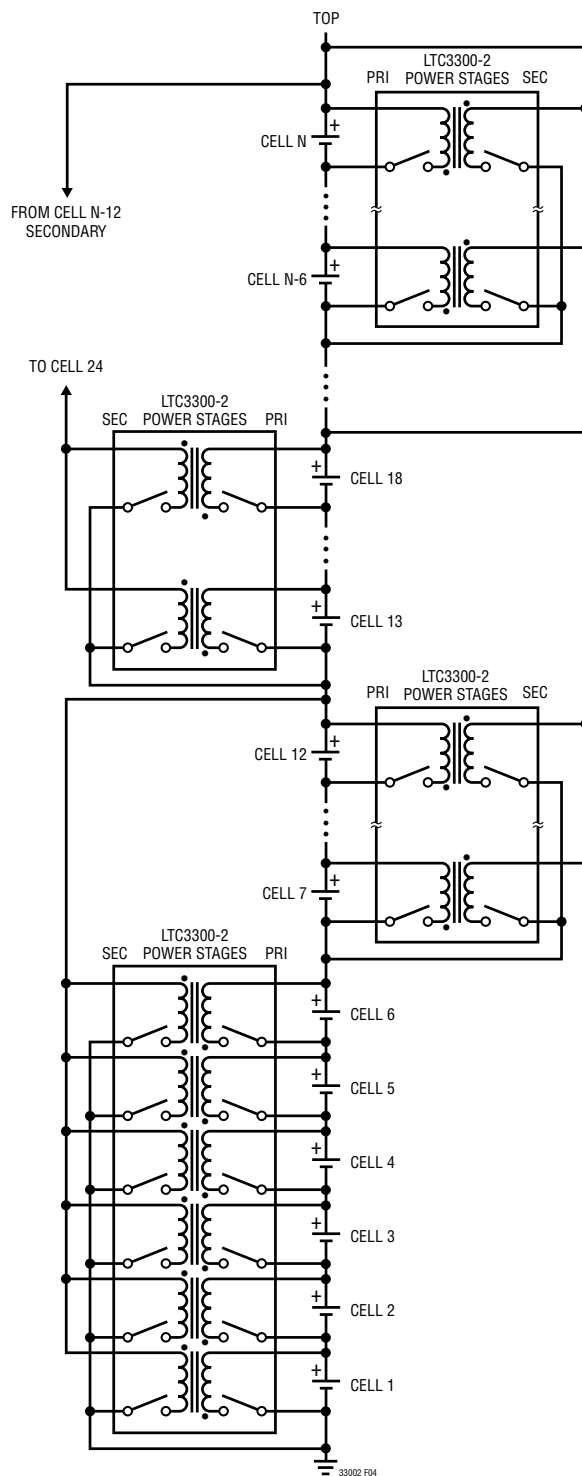 TOP
LTC3300-2
PRI POWER STAGES SEC
+
CELL N
FROM CELL N-12
SECONDARY
+
CELL N-6
TO CELL 24
LTC3300-2
SEC POWER STAGES PRI
+
CELL 18
+
CELL 13
LTC3300-2
PRI POWER STAGES SEC
+
CELL 12
+
CELL 7
LTC3300-2
SEC POWER STAGES PRI
+
CELL 6
+
CELL 5
+
CELL 4
+
CELL 3
+
CELL 2
+
CELL 1
33002 F04